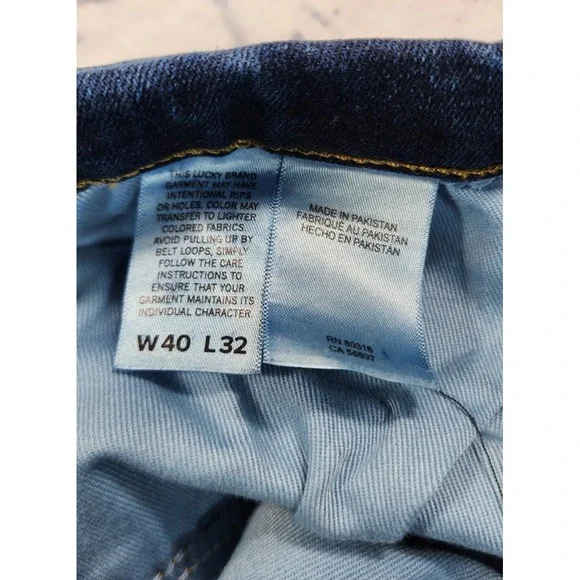 THIS LUCKY BRAND
GARMENT MAY HAVE
INTENTIONAL RIPS
OR HOLES. COLOR MAY
TRANSFER TO LIGHTER
COLORED FABRICS.
AVOID PULLING UP BY
BELT LOOPS, SIMPLY
FOLLOW THE CARE
INSTRUCTIONS TO
ENSURE THAT YOUR
GARMENT MAINTAINS ITS
INDIVIDUAL CHARACTER.
W40 L32
MADE IN PAKISTAN
FABRIQUÉ AU PAKISTAN
HECHO EN PAKISTAN
RN 80318
CA 56897